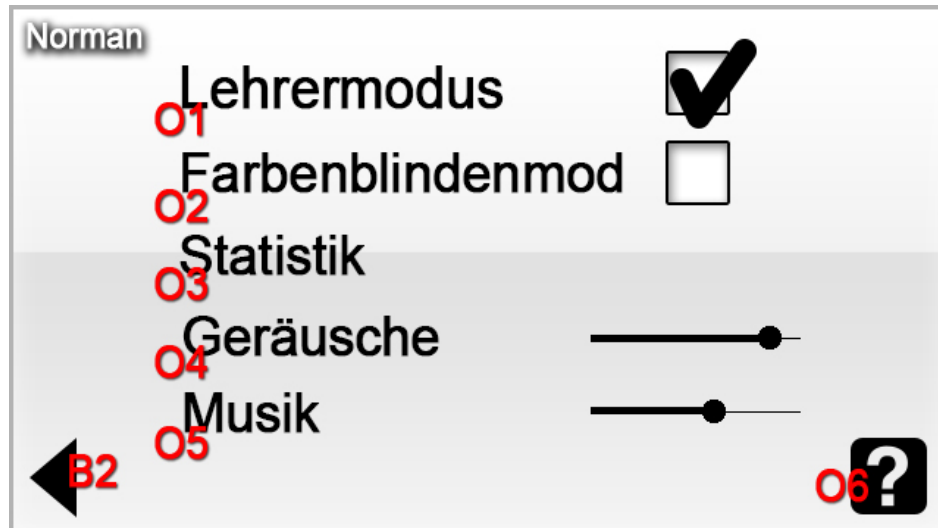 Norman
Lehrermodus
O1
Farbenblindenmod
O2
Statistik
O3
Geräusche
O4
Musik
O5
B2
O6 ?